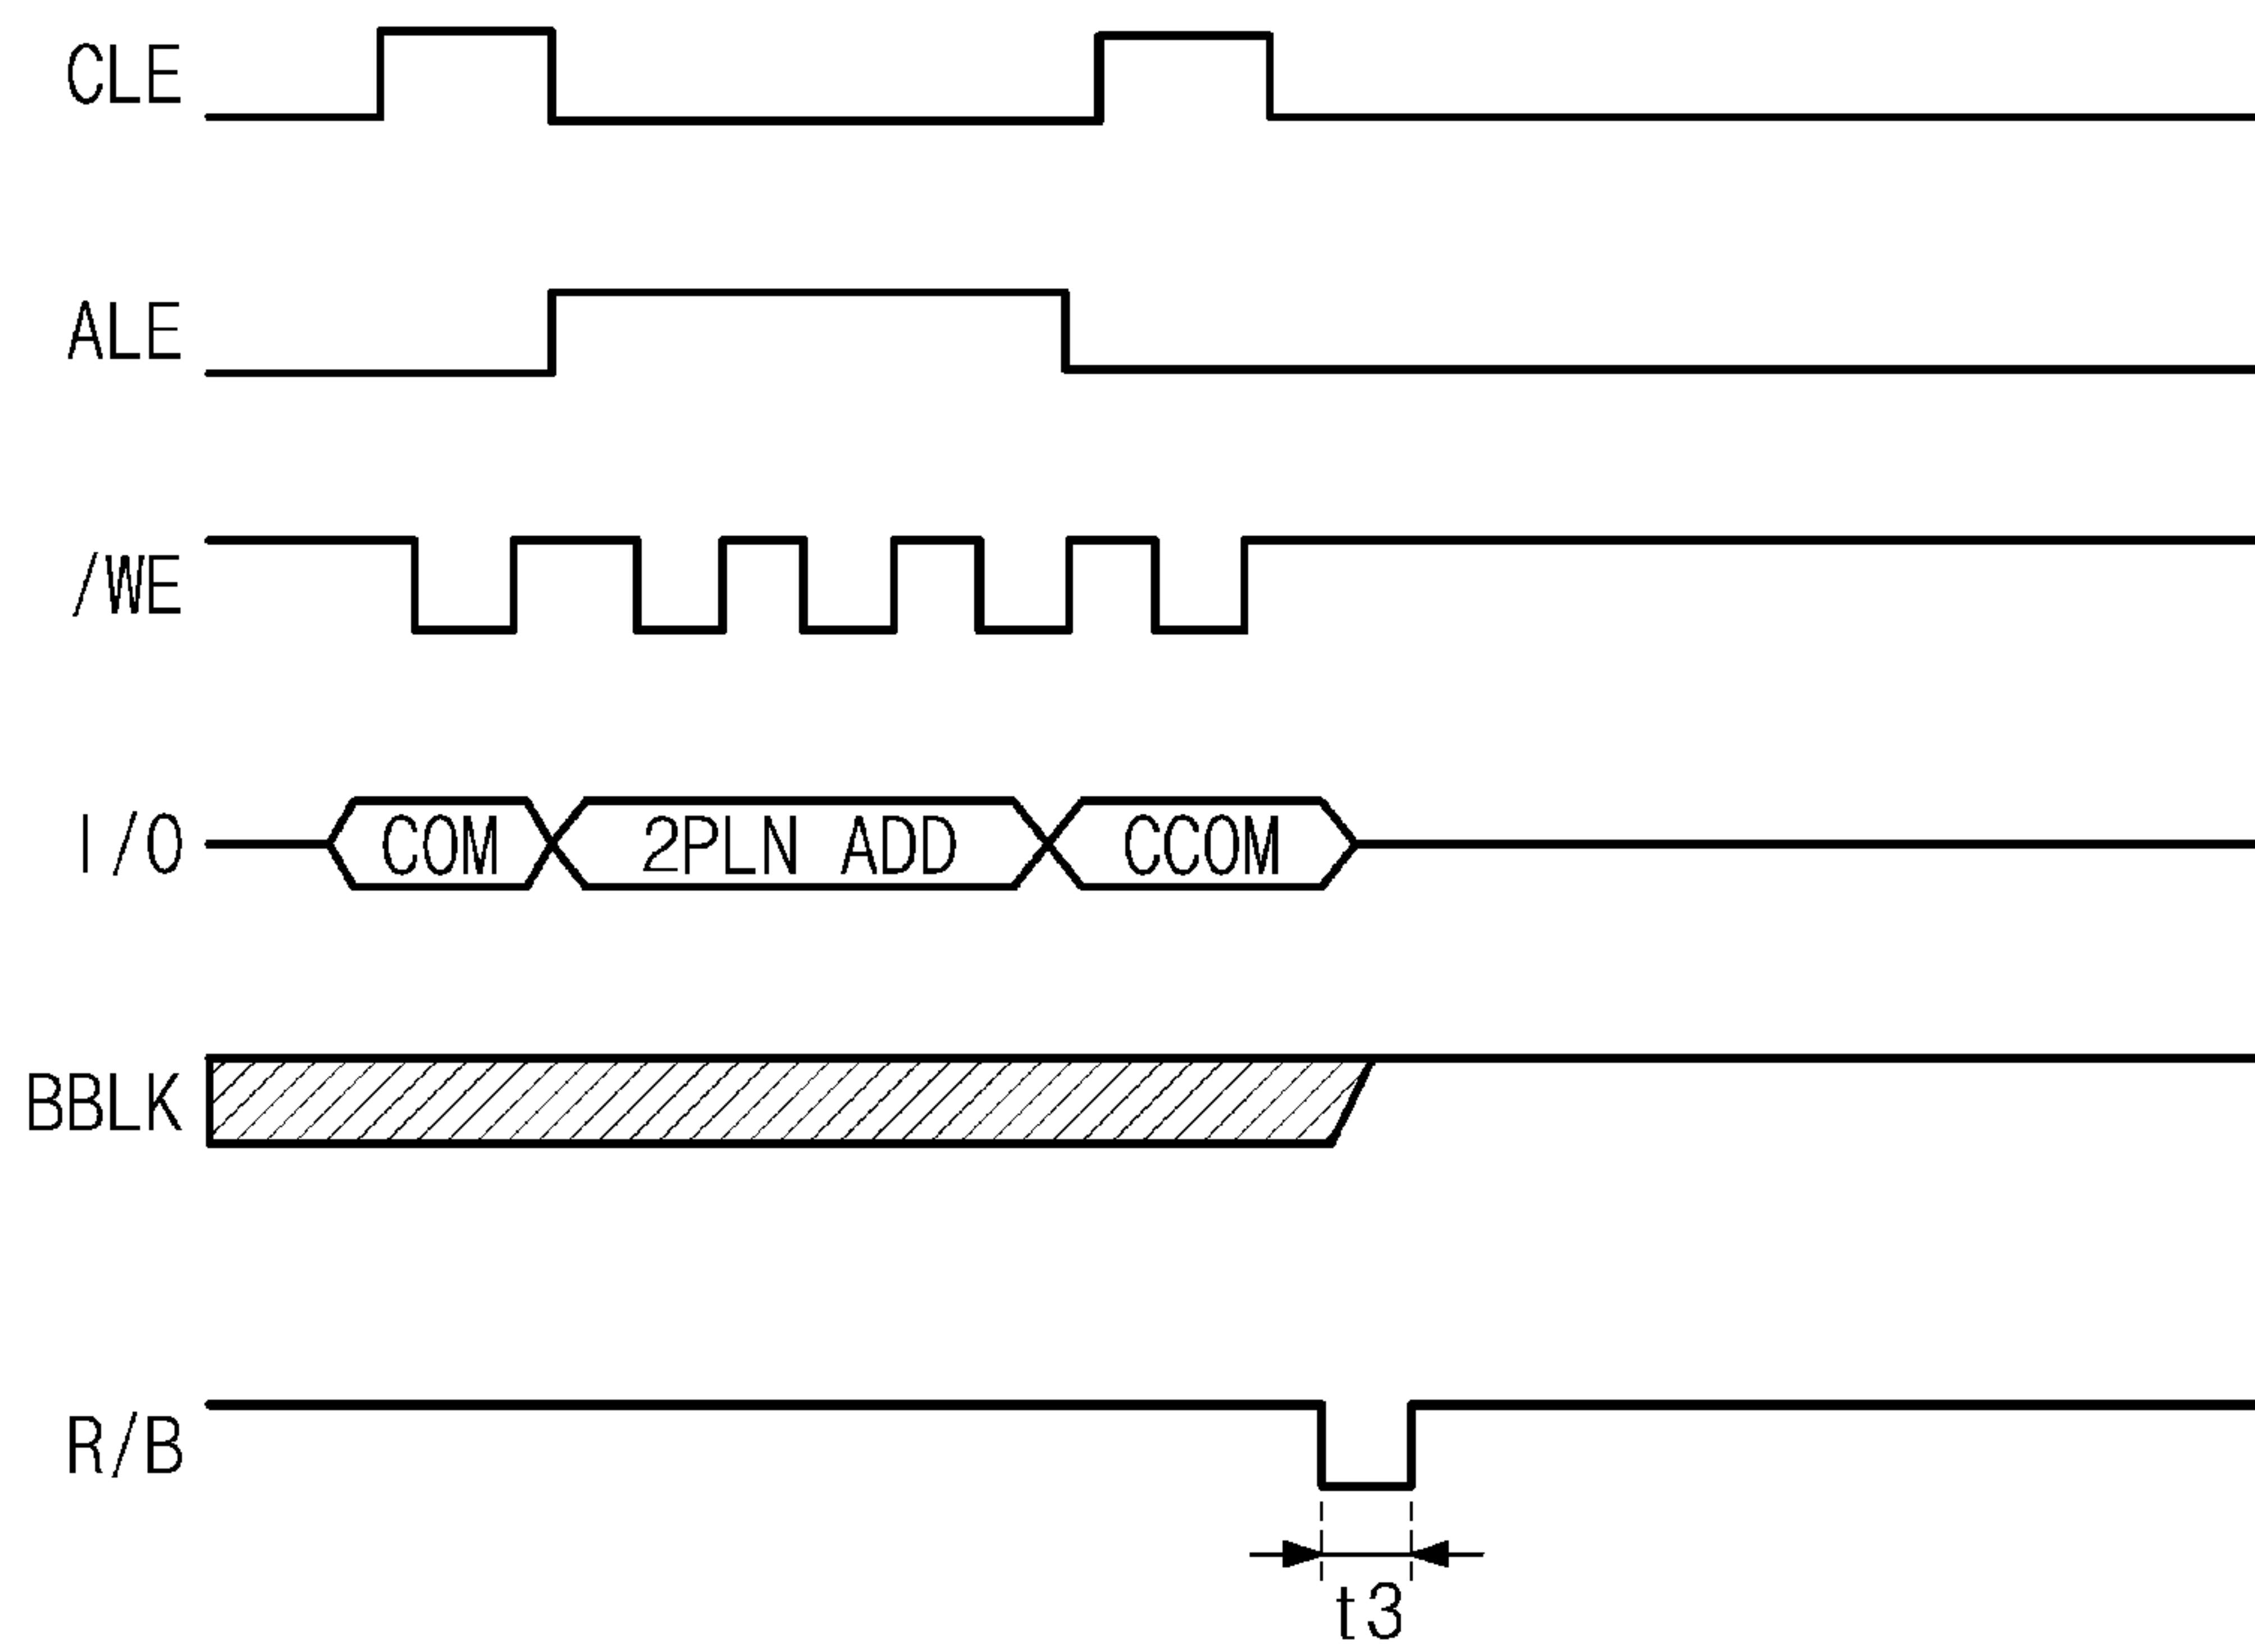 CLE
ALE
/WE
I/O COM 2PLN ADD CCOM
BBLK
R/B
t3